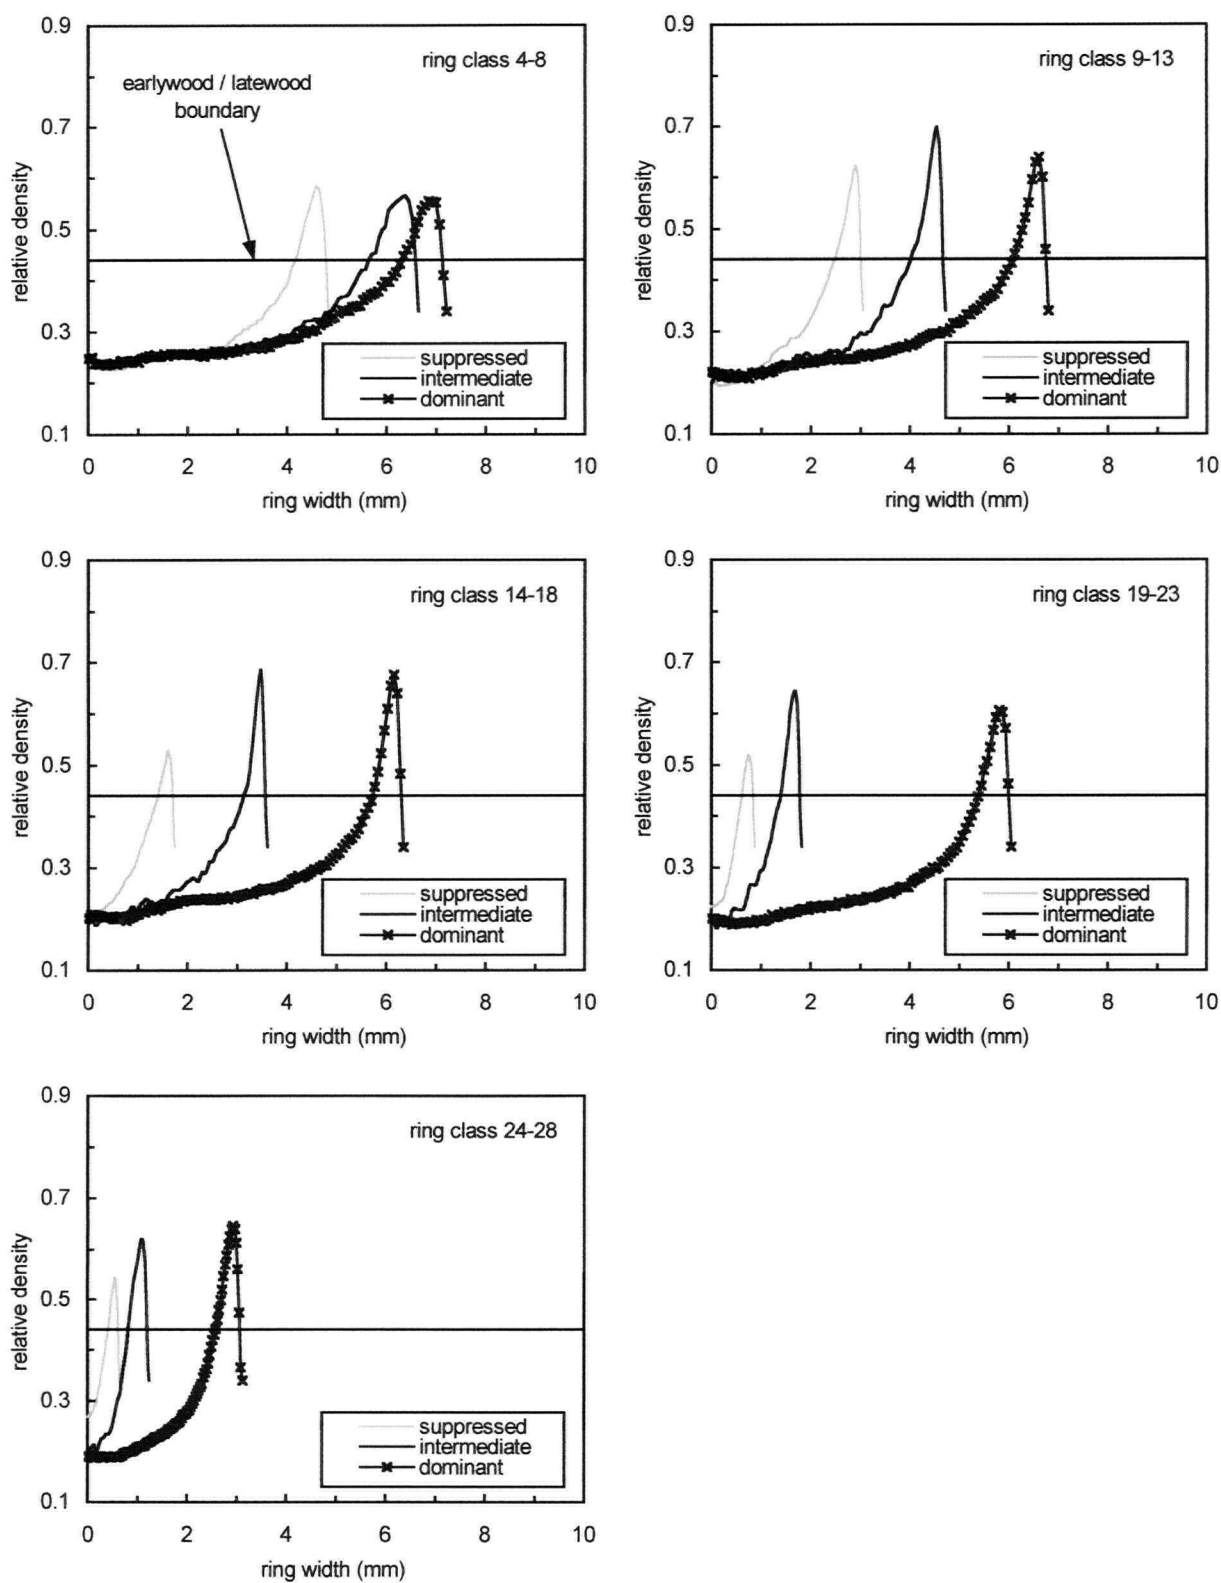 0.9
ring class 4-8
earlywood / latewood
boundary
0.7
0.5
0.3
0.1
relative density
suppressed
intermediate
dominant
0 2 4 6 8 10
ring width (mm)
0.9
ring class 9-13
0.7
0.5
0.3
0.1
relative density
suppressed
intermediate
dominant
0 2 4 6 8 10
ring width (mm)
0.9
ring class 14-18
0.7
0.5
0.3
0.1
relative density
suppressed
intermediate
dominant
0 2 4 6 8 10
ring width (mm)
0.9
ring class 19-23
0.7
0.5
0.3
0.1
relative density
suppressed
intermediate
dominant
0 2 4 6 8 10
ring width (mm)
0.9
ring class 24-28
0.7
0.5
0.3
0.1
relative density
suppressed
intermediate
dominant
0 2 4 6 8 10
ring width (mm)